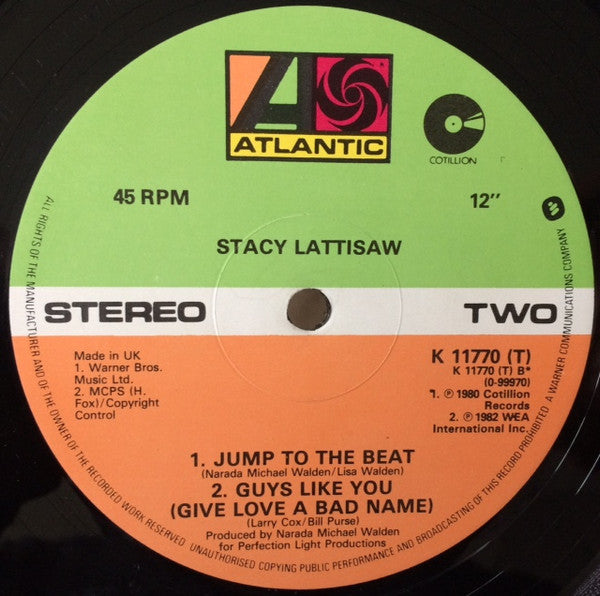 ATLANTIC
COTILLION
45 RPM
12"
STACY LATTISAW
STEREO
TWO
Made in UK
1. Warner Bros.
Music Ltd.
2. MCPS (H.
Fox)/Copyright
Control
K 11770 (T)
K 11770 (T) B*
(0-99970)
1. ℗ 1980 Cotillion
Records
2. ℗ 1982 WEA
International Inc.
1. JUMP TO THE BEAT
(Narada Michael Walden/Lisa Walden)
2. GUYS LIKE YOU
(GIVE LOVE A BAD NAME)
(Larry Cox/Bill Purse)
Produced by Narada Michael Walden
for Perfection Light Productions
ALL RIGHTS OF THE MANUFACTURER AND OF THE OWNER OF THE RECORDED WORK RESERVED UNAUTHORISED COPYING PUBLIC PERFORMANCE AND BROADCASTING OF THIS RECORD PROHIBITED A WARNER COMMUNICATIONS COMPANY